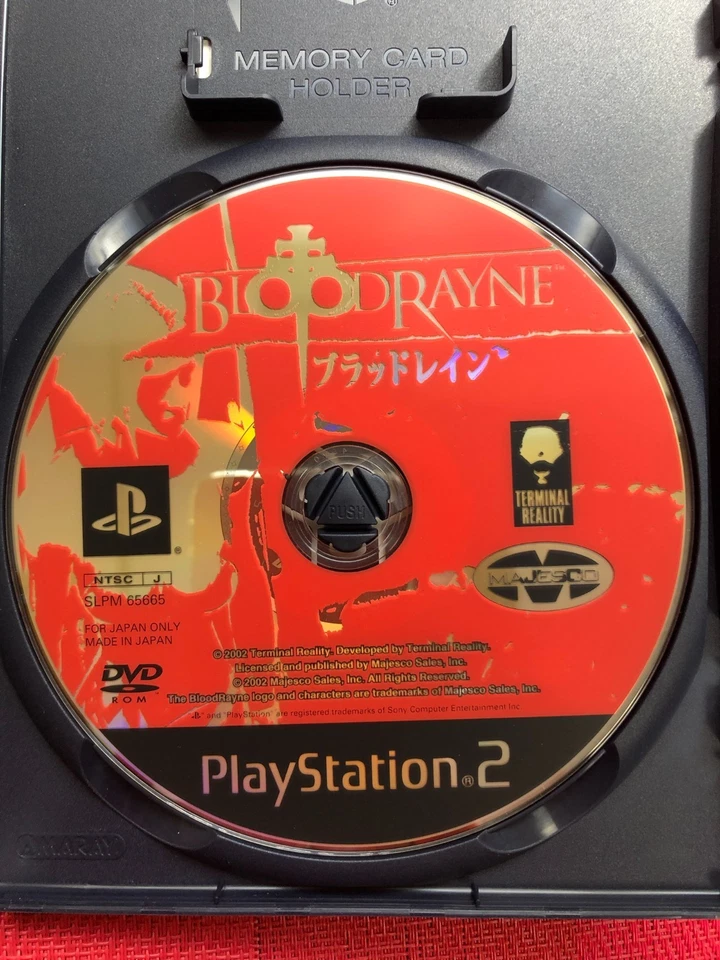 MEMORY CARD
HOLDER
BLOODRAYNE™
ブラッドレイン
PUSH
TERMINAL
REALITY
MAJESCO
®
NTSC J
SLPM 65665
FOR JAPAN ONLY
MADE IN JAPAN
DVD
ROM
© 2002 Terminal Reality. Developed by Terminal Reality.
Licensed and published by Majesco Sales, Inc.
© 2002 Majesco Sales, Inc. All Rights Reserved.
The BloodRayne logo and characters are trademarks of Majesco Sales, Inc.
" " and "PlayStation" are registered trademarks of Sony Computer Entertainment Inc.
PlayStation®2
AMARAY